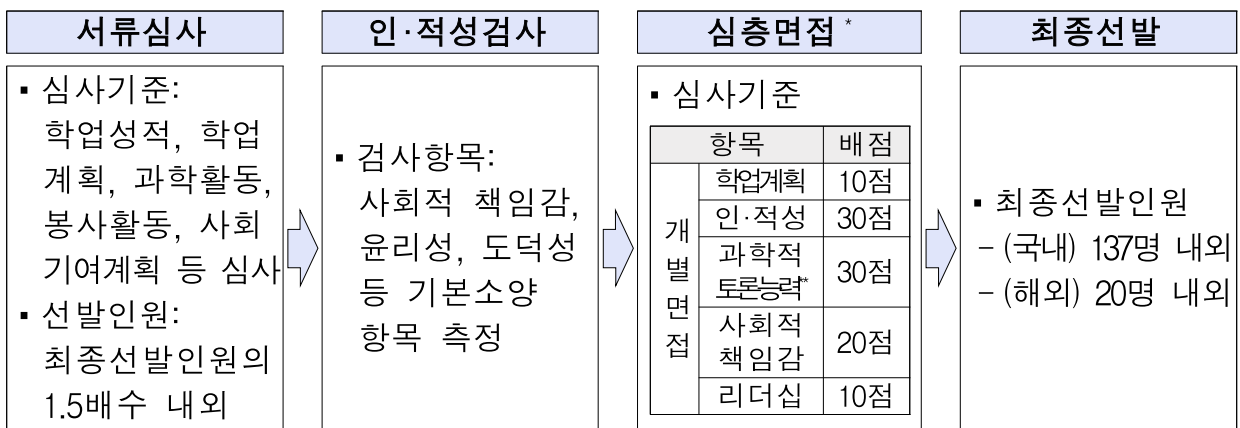 서류심사
▪ 심사기준:
학업성적, 학업
계획, 과학활동,
봉사활동, 사회
기여계획 등 심사
▪ 선발인원:
최종선발인원의
1.5배수 내외
인·적성검사
▪ 검사항목:
사회적 책임감,
윤리성, 도덕성
등 기본소양
항목 측정
심층면접*
▪ 심사기준
항목 배점
개별면접
학업계획 10점
인·적성 30점
과학적
토론능력** 30점
사회적
책임감 20점
리더십 10점
최종선발
▪ 최종선발인원
– (국내) 137명 내외
– (해외) 20명 내외